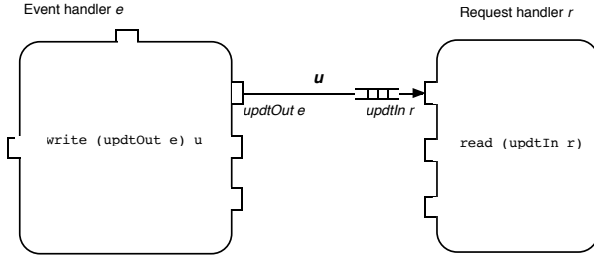 Event handler e
Request handler r
u
updtOut e
updtIn r
write (updtOut e) u
read (updtIn r)